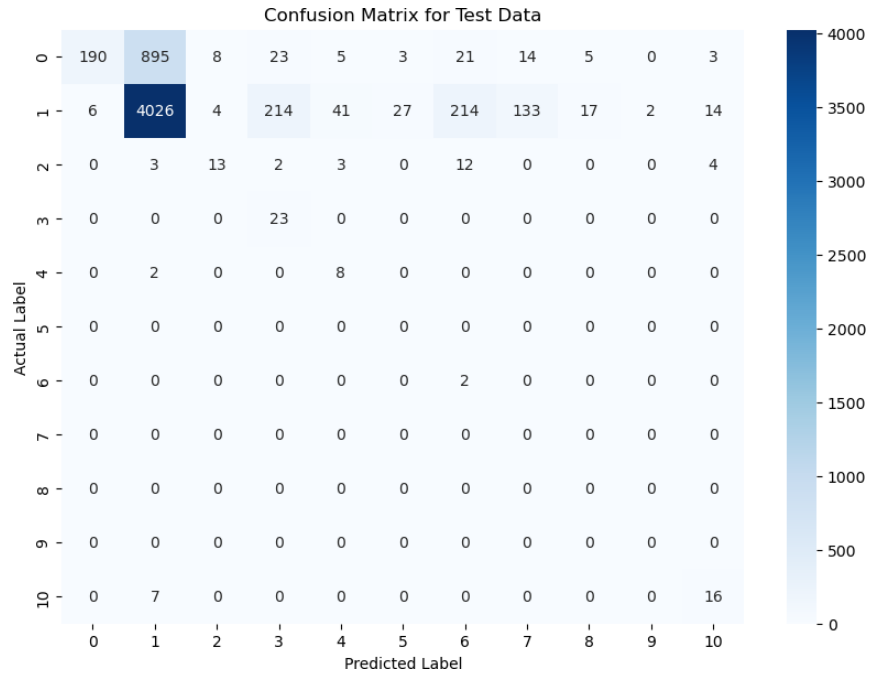 Confusion Matrix for Test Data
0 190 895 8 23 5 3 21 14 5 0 3
1 6 4026 4 214 41 27 214 133 17 2 14
2 0 3 13 2 3 0 12 0 0 0 4
3 0 0 0 23 0 0 0 0 0 0 0
4 0 2 0 0 8 0 0 0 0 0 0
5 0 0 0 0 0 0 0 0 0 0 0
6 0 0 0 0 0 0 2 0 0 0 0
7 0 0 0 0 0 0 0 0 0 0 0
8 0 0 0 0 0 0 0 0 0 0 0
9 0 0 0 0 0 0 0 0 0 0 0
10 0 7 0 0 0 0 0 0 0 0 16
0 1 2 3 4 5 6 7 8 9 10
Predicted Label
Actual Label
4000
3500
3000
2500
2000
1500
1000
500
0